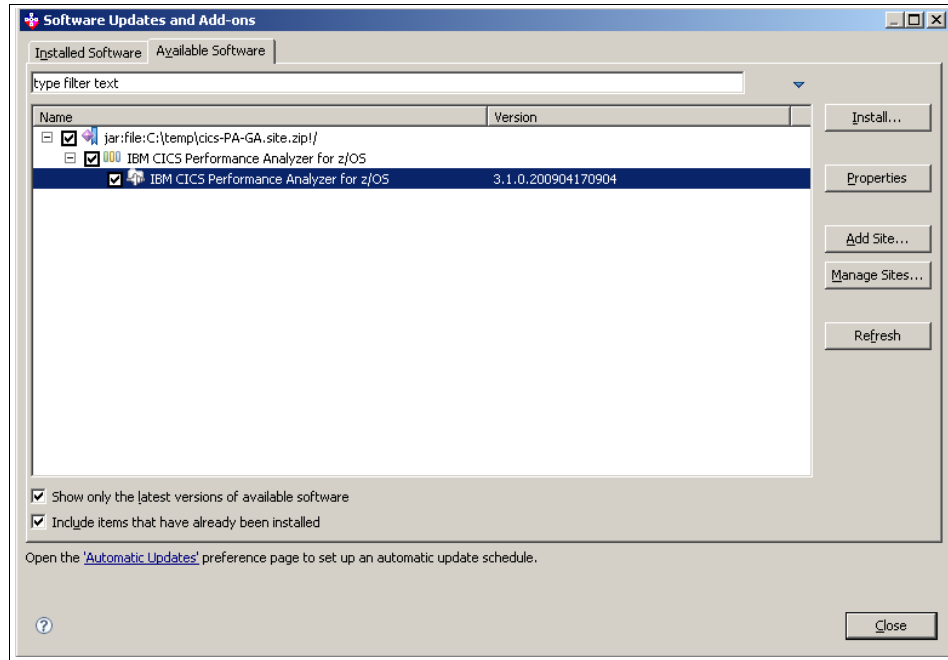 Software Updates and Add-ons
Installed Software Available Software
type filter text
Name Version
jar:file:C:\temp\cics-PA-GA.site.zip!/
IBM CICS Performance Analyzer for z/OS
IBM CICS Performance Analyzer for z/OS 3.1.0.200904170904
Install...
Properties
Add Site...
Manage Sites...
Refresh
Show only the latest versions of available software
Include items that have already been installed
Open the 'Automatic Updates' preference page to set up an automatic update schedule.
?
Close